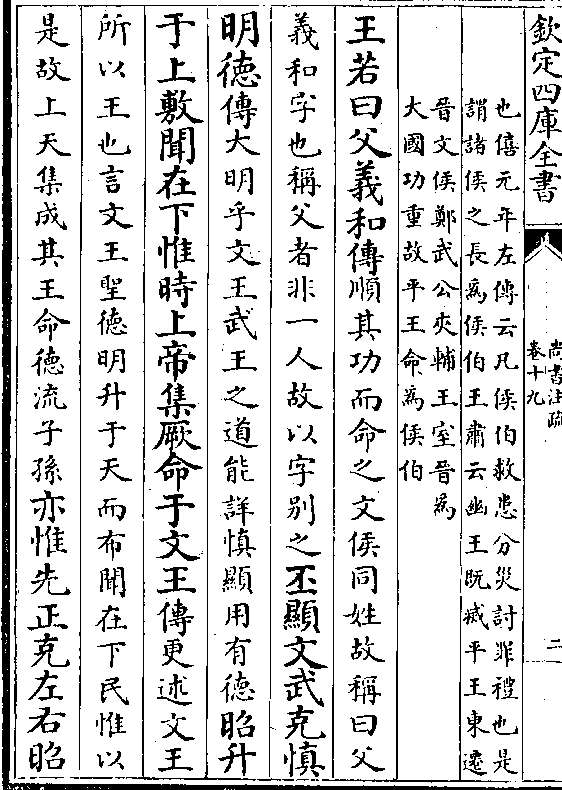 欽定四庫全書
尚書注疏
卷十九
二
也僖元年左傳云凡侯伯救患分災討罪禮也是
謂諸侯之長為侯伯王肅云幽王既滅平王東遷
晉文侯鄭武公夾輔王室晉為
大國功重故平王命為侯伯
王若曰父義和傳順其功而命之文侯同姓故稱曰父
義和字也稱父者非一人故以字別之丕顯文武克慎
明德傳大明乎文王武王之道能詳慎顯用有德昭升
于上敷聞在下惟時上帝集厥命于文王傳更述文王
所以王也言文王聖德明升于天而布聞在下民惟以
是故上天集成其王命德流子孫亦惟先正克左右昭